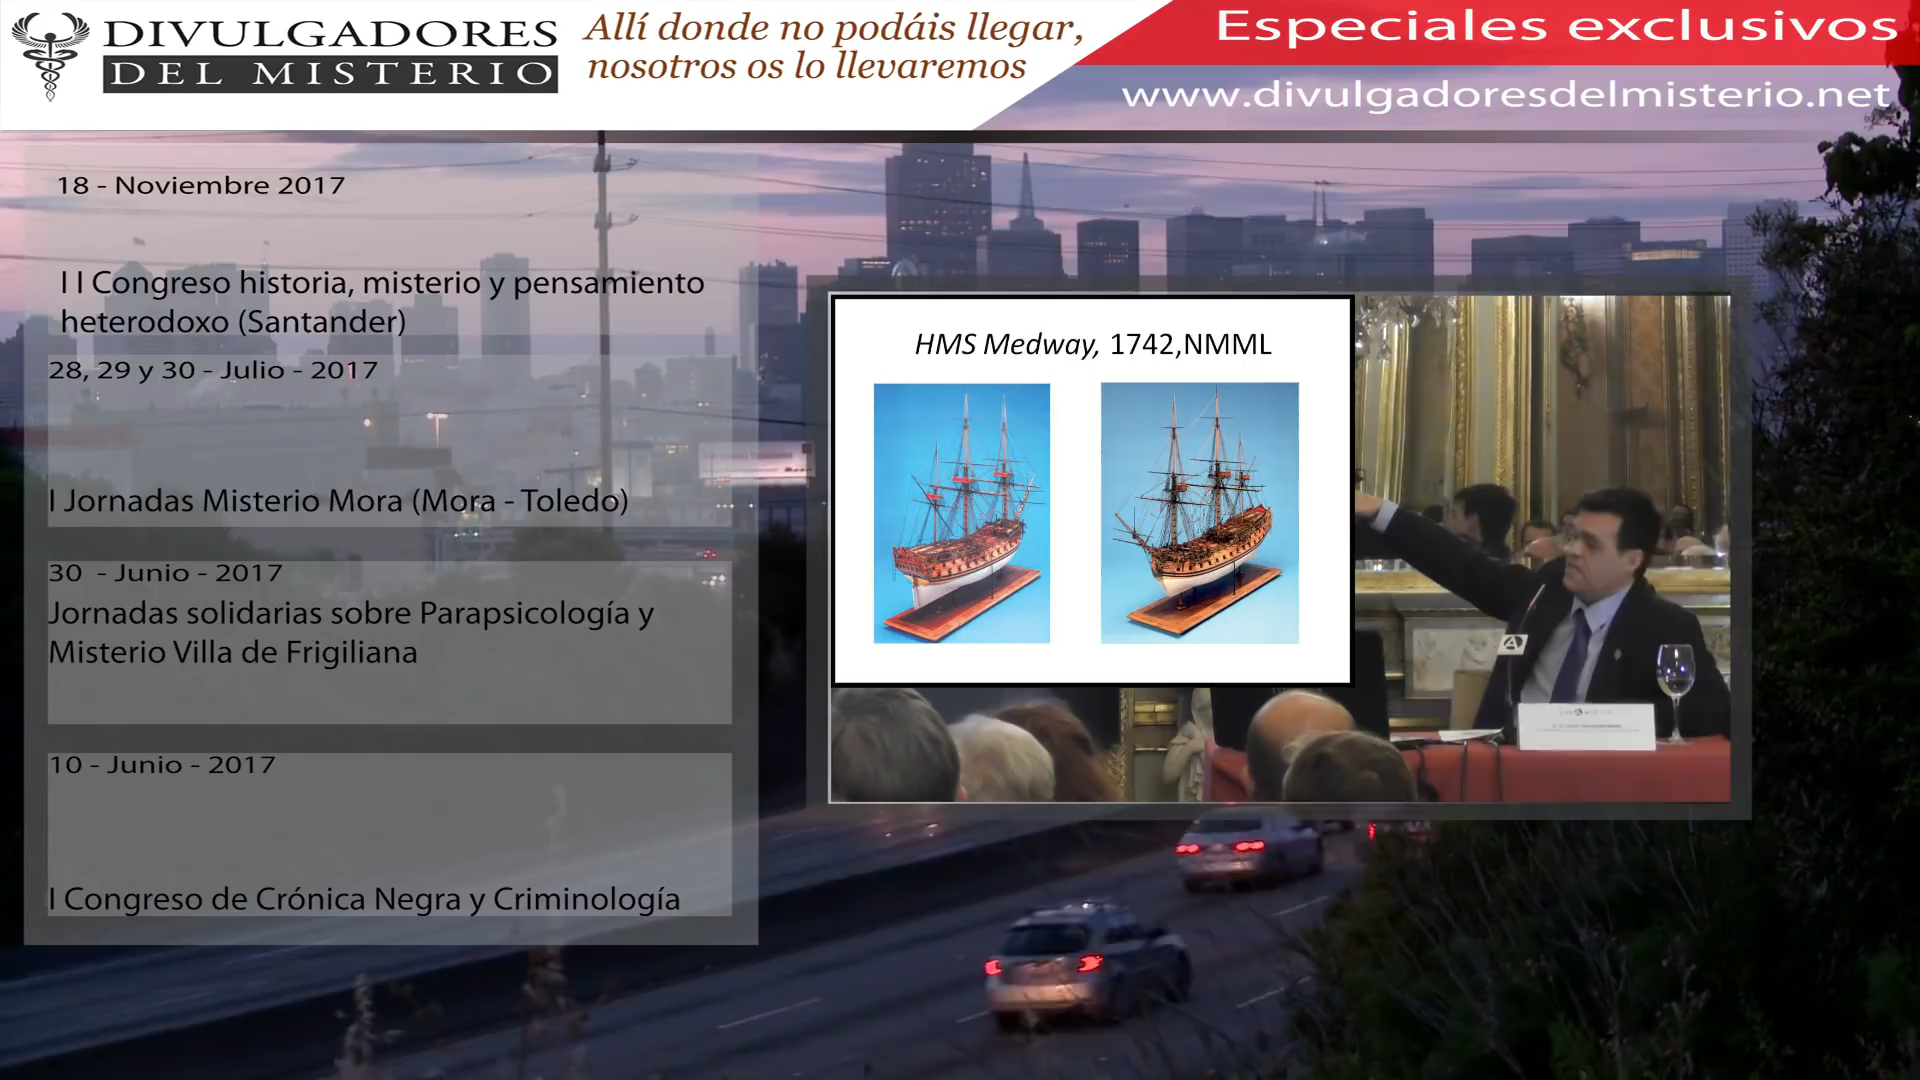 DIVULGADORES
DEL MISTERIO
Allí donde no podáis llegar,
nosotros os lo llevaremos
Especiales exclusivos
www.divulgadoresdelmisterio.net
18 - Noviembre 2017
I I Congreso historia, misterio y pensamiento
heterodoxo (Santander)
28, 29 y 30 - Julio - 2017
I Jornadas Misterio Mora (Mora - Toledo)
30 - Junio - 2017
Jornadas solidarias sobre Parapsicología y
Misterio Villa de Frigiliana
10 - Junio - 2017
I Congreso de Crónica Negra y Criminología
HMS Medway, 1742,NMML
A